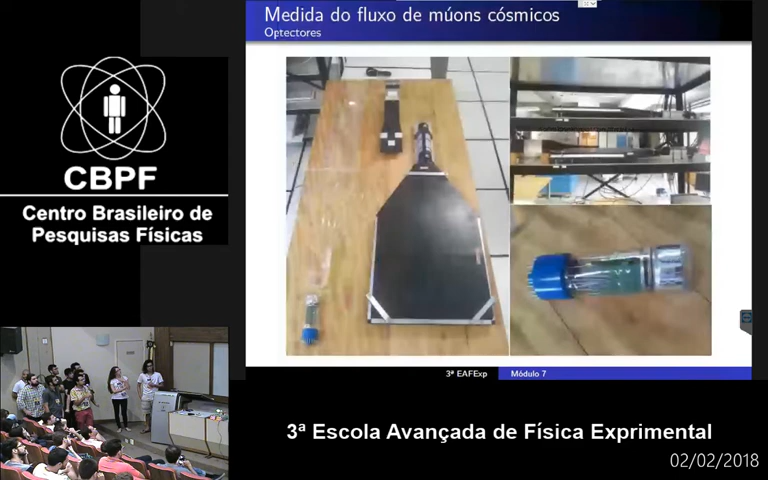 Medida do fluxo de múons cósmicos
Detectores
CBPF
Centro Brasileiro de
Pesquisas Físicas
3ª EAFExp
Módulo 7
3ª Escola Avançada de Física Exprimental
02/02/2018